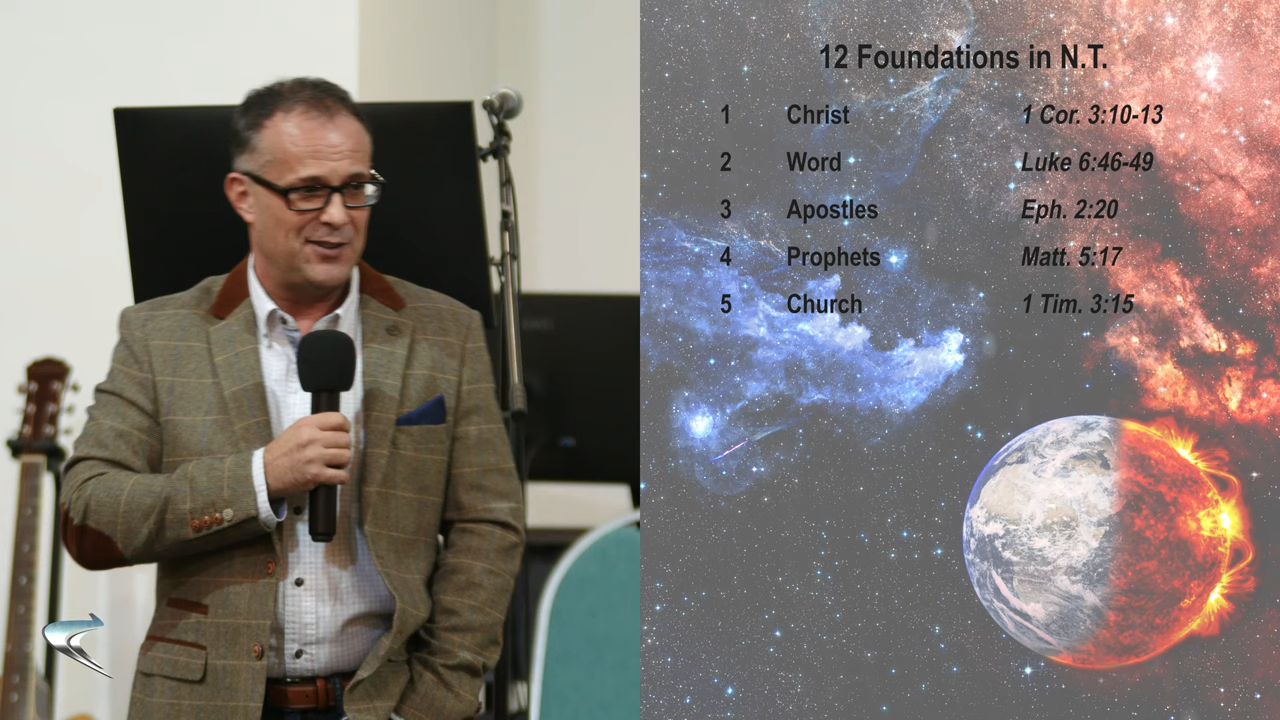 12 Foundations in N.T.
1 Christ 1 Cor. 3:10-13
2 Word Luke 6:46-49
3 Apostles Eph. 2:20
4 Prophets Matt. 5:17
5 Church 1 Tim. 3:15